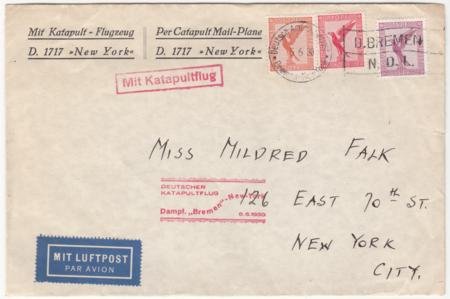 Mit Katapult - Flugzeug
D. 1717 »New York«
Per Catapult Mail-Plane
D. 1717 »New York«
D. BREMEN
N. D. L.
Mit Katapultflug
MISS MILDRED FALK
DEUTSCHER
KATAPULTFLUG
Dampf. „Bremen"-New-York
126 EAST 70TH ST.
NEW YORK
CITY.
MIT LUFTPOST
PAR AVION